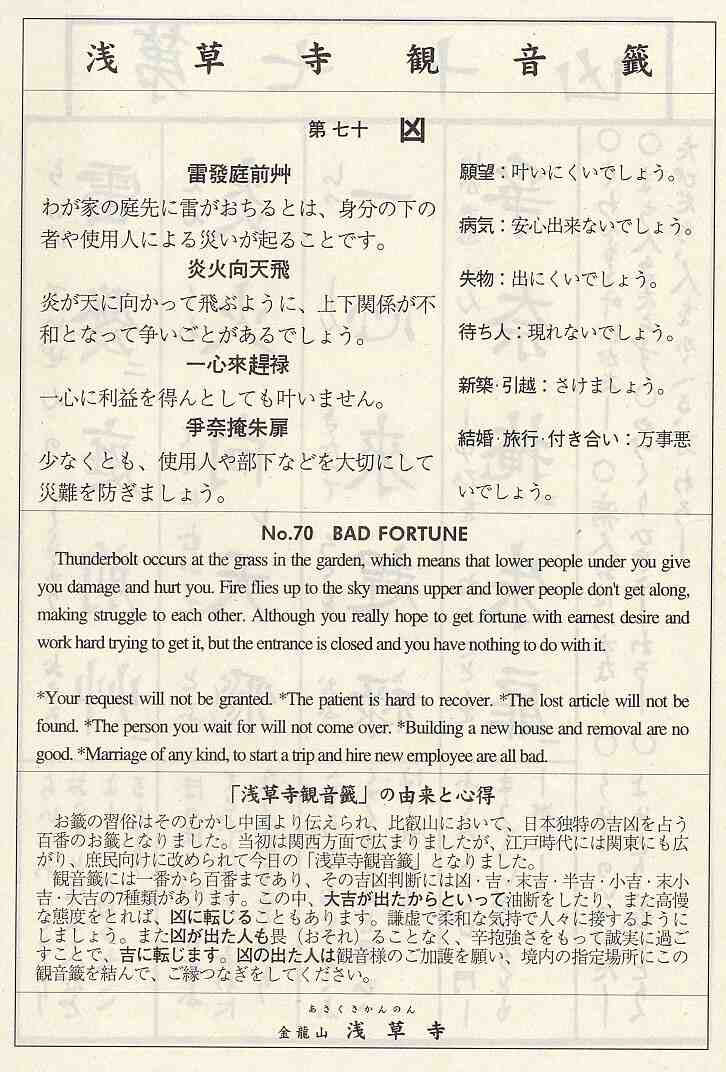 浅草寺観音籤
第七十 凶
雷發庭前艸
わが家の庭先に雷がおちるとは、身分の下の
者や使用人による災いが起ることです。
炎火向天飛
炎が天に向かって飛ぶように、上下関係が不
和となって争いごとがあるでしょう。
一心來趕禄
一心に利益を得んとしても叶いません。
爭奈掩朱扉
少なくとも、使用人や部下などを大切にして
災難を防ぎましょう。
願望：叶いにくいでしょう。
病気：安心出来ないでしょう。
失物：出にくいでしょう。
待ち人：現れないでしょう。
新築・引越：さけましょう。
結婚・旅行・付き合い：万事悪
いでしょう。
No.70 BAD FORTUNE
Thunderbolt occurs at the grass in the garden, which means that lower people under you give
you damage and hurt you. Fire flies up to the sky means upper and lower people don't get along,
making struggle to each other. Although you really hope to get fortune with earnest desire and
work hard trying to get it, but the entrance is closed and you have nothing to do with it.
*Your request will not be granted. *The patient is hard to recover. *The lost article will not be
found. *The person you wait for will not come over. *Building a new house and removal are no
good. *Marriage of any kind, to start a trip and hire new employee are all bad.
「浅草寺観音籤」の由来と心得
お籤の習俗はそのむかし中国より伝えられ、比叡山において、日本独特の吉凶を占う
百番のお籤となりました。当初は関西方面で広まりましたが、江戸時代には関東にも広
がり、庶民向けに改められて今日の「浅草寺観音籤」となりました。
観音籤には一番から百番まであり、その吉凶判断には凶・吉・末吉・半吉・小吉・末小
吉・大吉の7種類があります。この中、大吉が出たからといって油断をしたり、また高慢
な態度をとれば、凶に転じることもあります。謙虚で柔和な気持で人々に接するように
しましょう。また凶が出た人も畏（おそれ）ることなく、辛抱強さをもって誠実に過ご
すことで、吉に転じます。凶の出た人は観音様のご加護を願い、境内の指定場所にこの
観音籤を結んで、ご縁つなぎをしてください。
あさくさかんのん
金龍山 浅草寺